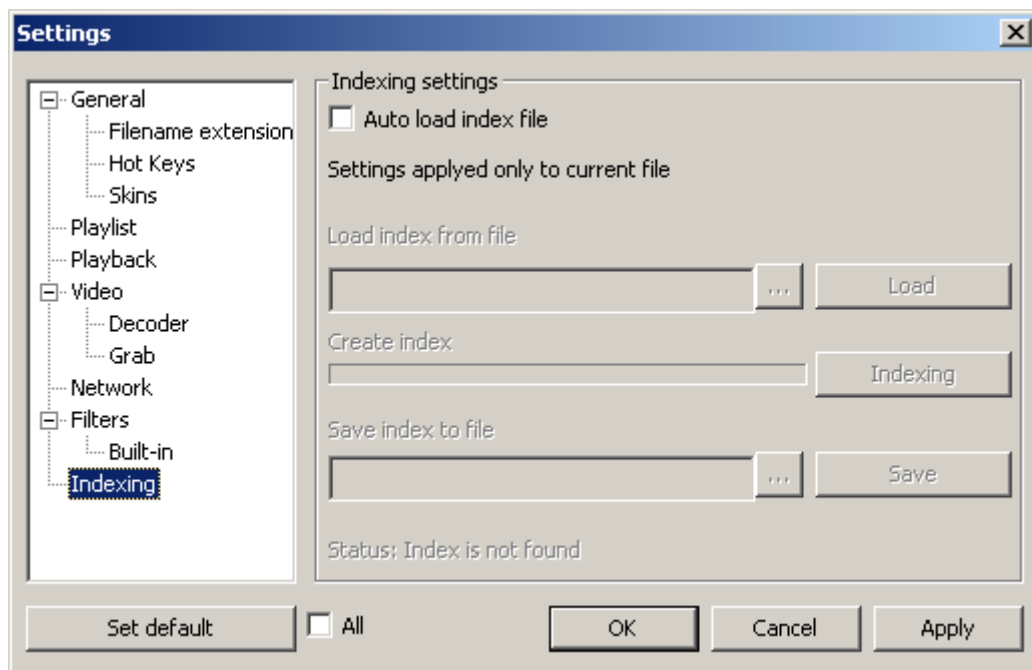 Settings
General
Filename extension
Hot Keys
Skins
Playlist
Playback
Video
Decoder
Grab
Network
Filters
Built-in
Indexing
Indexing settings
Auto load index file
Settings applyed only to current file
Load index from file
... Load
Create index
Indexing
Save index to file
... Save
Status: Index is not found
Set default All OK Cancel Apply